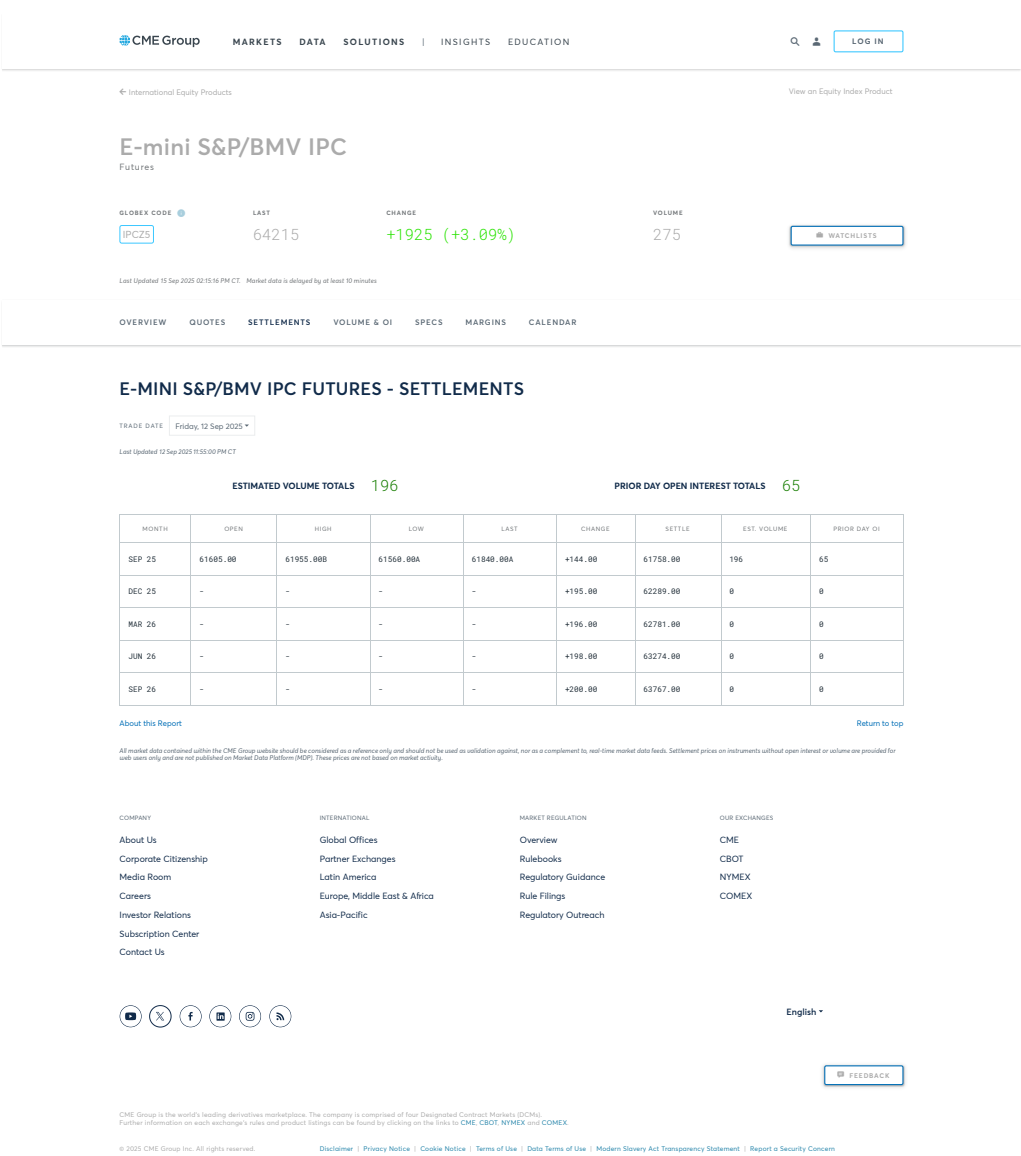 CME Group MARKETS DATA SOLUTIONS | INSIGHTS EDUCATION LOG IN
International Equity Products View an Equity Index Product
E-mini S&P/BMV IPC
Futures
GLOBEX CODE LAST CHANGE VOLUME
IPCZ5 64215 +1925 (+3.09%) 275 WATCHLISTS
Last Updated 15 Sep 2025 02:15:16 PM CT. Market data is delayed by at least 10 minutes
OVERVIEW QUOTES SETTLEMENTS VOLUME & OI SPECS MARGINS CALENDAR
E-MINI S&P/BMV IPC FUTURES - SETTLEMENTS
TRADE DATE Friday, 12 Sep 2025
Last Updated 12 Sep 2025 11:55:00 PM CT
ESTIMATED VOLUME TOTALS 196 PRIOR DAY OPEN INTEREST TOTALS 65
MONTH OPEN HIGH LOW LAST CHANGE SETTLE EST. VOLUME PRIOR DAY OI
SEP 25 61605.00 61955.00B 61560.00A 61840.00A +144.00 61758.00 196 65
DEC 25 - - - - +195.00 62289.00 0 0
MAR 26 - - - - +196.00 62781.00 0 0
JUN 26 - - - - +198.00 63274.00 0 0
SEP 26 - - - - +200.00 63767.00 0 0
About this Report Return to top
All market data contained within the CME Group website should be considered as a reference only and should not be used as validation against, nor as a complement to, real-time market data feeds. Settlement prices on instruments without open interest or volume are provided for
web users only and are not published on Market Data Platform (MDP). These prices are not based on market activity.
COMPANY INTERNATIONAL MARKET REGULATION OUR EXCHANGES
About Us Global Offices Overview CME
Corporate Citizenship Partner Exchanges Rulebooks CBOT
Media Room Latin America Regulatory Guidance NYMEX
Careers Europe, Middle East & Africa Rule Filings COMEX
Investor Relations Asia-Pacific Regulatory Outreach
Subscription Center
Contact Us
English
FEEDBACK
CME Group is the world's leading derivatives marketplace. The company is comprised of four Designated Contract Markets (DCMs).
Further information on each exchange's rules and product listings can be found by clicking on the links to CME, CBOT, NYMEX and COMEX.
© 2025 CME Group Inc. All rights reserved. Disclaimer | Privacy Notice | Cookie Notice | Terms of Use | Data Terms of Use | Modern Slavery Act Transparency Statement | Report a Security Concern